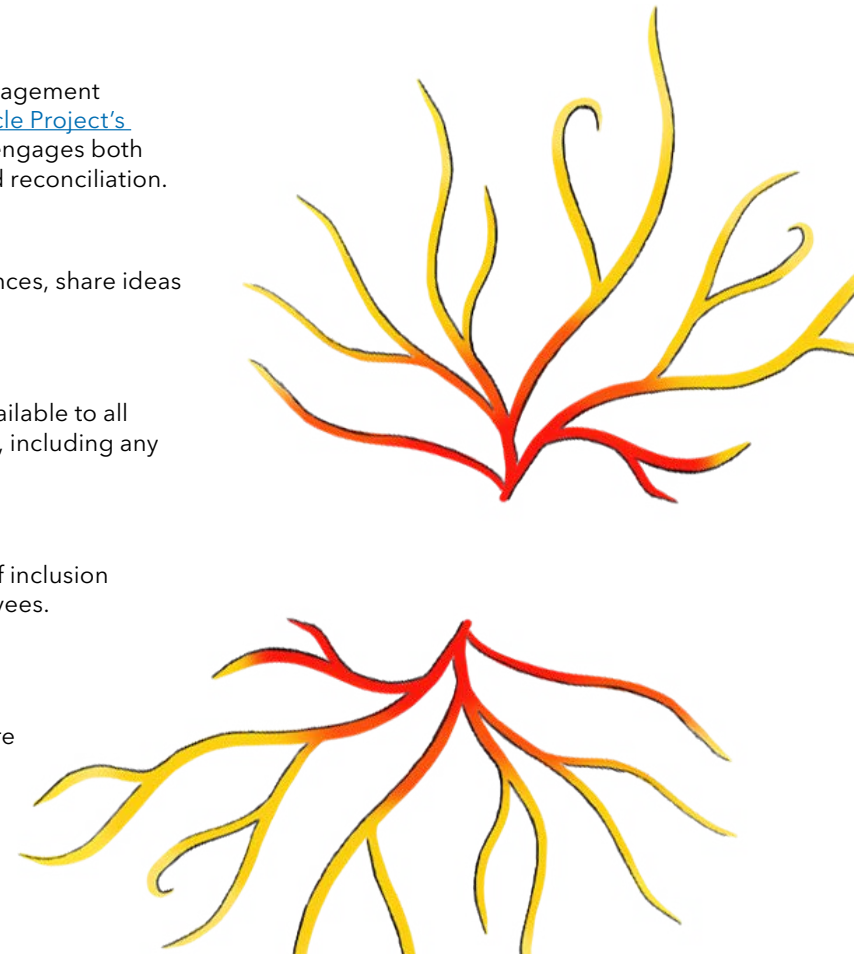 agement
cle Project's
engages both
d reconciliation.
nces, share ideas
ailable to all
, including any
f inclusion
yees.
re